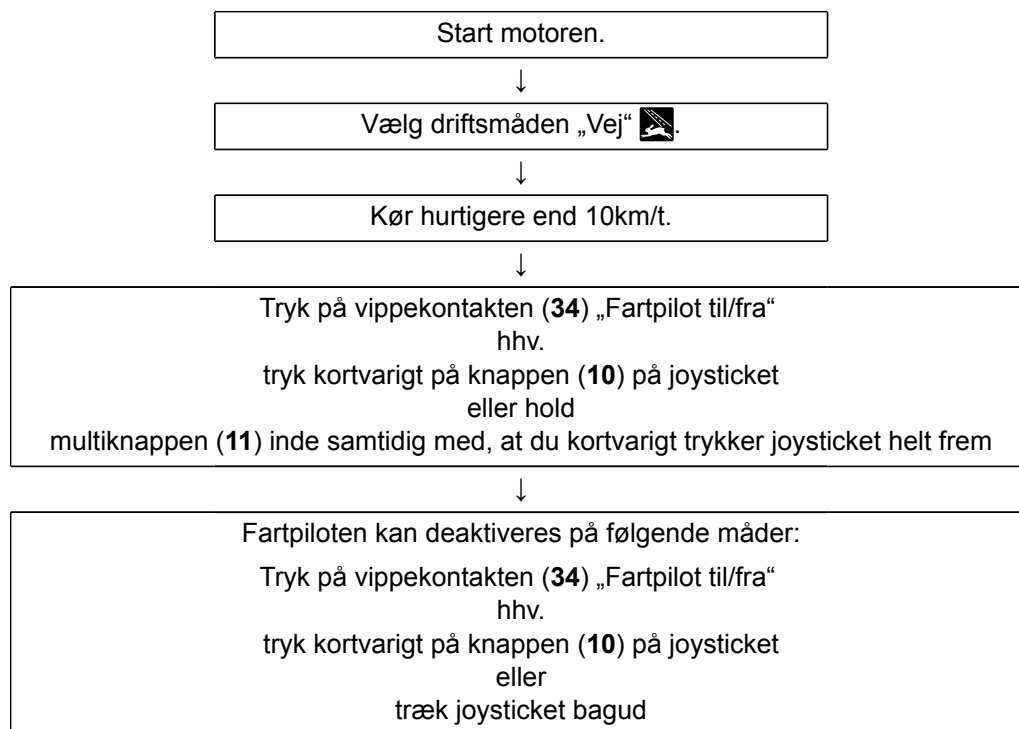 Start motoren.
↓
Vælg driftsmåden „Vej“ .
↓
Kør hurtigere end 10km/t.
↓
Tryk på vippekontakten (34) „Fartpilot til/fra“
hhv.
tryk kortvarigt på knappen (10) på joysticket
eller hold
multiknappen (11) inde samtidig med, at du kortvarigt trykker joysticket helt frem
↓
Fartpiloten kan deaktiveres på følgende måder:
Tryk på vippekontakten (34) „Fartpilot til/fra“
hhv.
tryk kortvarigt på knappen (10) på joysticket
eller
træk joysticket bagud